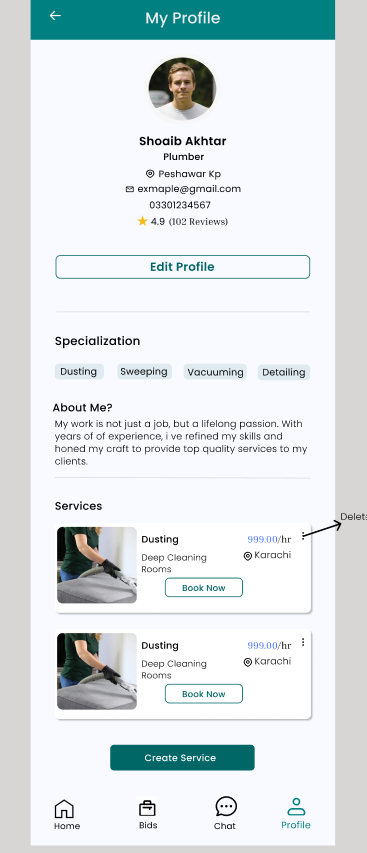 My Profile
Shoaib Akhtar
Plumber
Peshawar Kp
exmaple@gmail.com
03301234567
4.9 (102 Reviews)
Edit Profile
Specialization
Dusting Sweeping Vacuuming Detailing
About Me?
My work is not just a job, but a lifelong passion. With
years of of experience, i ve refined my skills and
honed my craft to provide top quality services to my
clients.
Services
Dusting 999.00/hr
Deep Cleaning Karachi
Rooms
Book Now
Dusting 999.00/hr
Deep Cleaning Karachi
Rooms
Book Now
Create Service
Home Bids Chat Profile